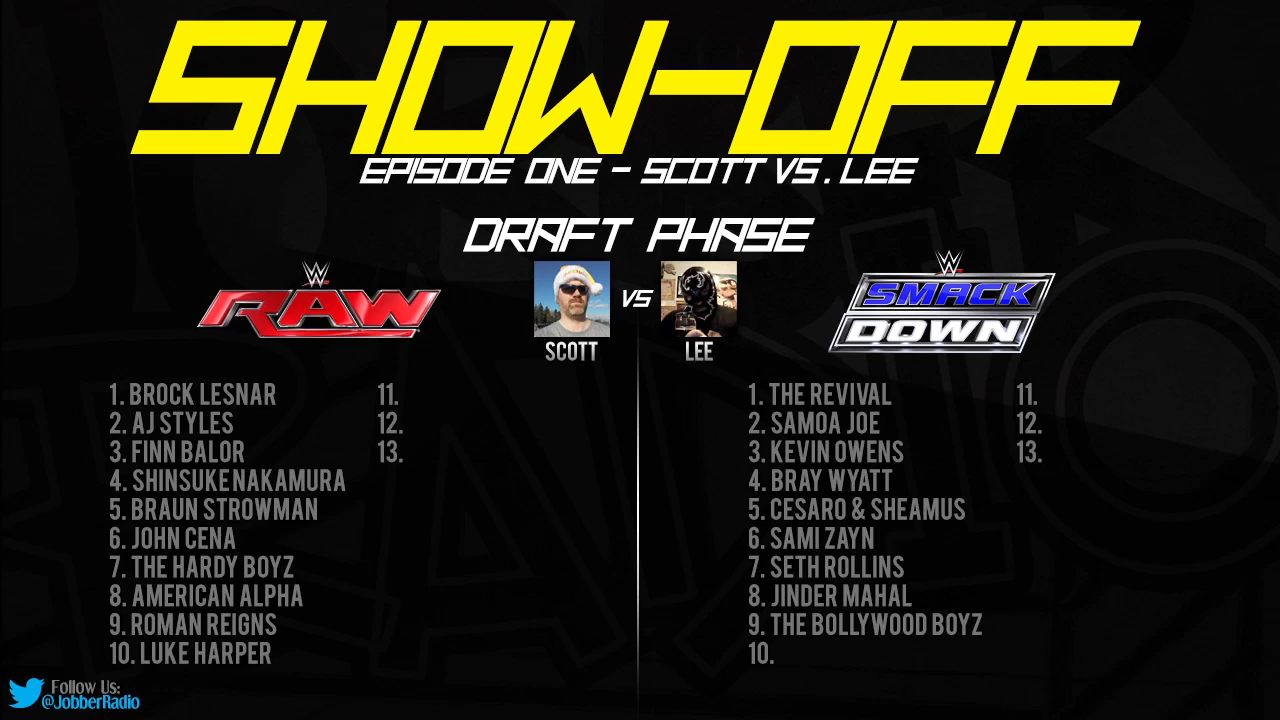 SHOW-OFF
EPISODE ONE - SCOTT VS. LEE
DRAFT PHASE
W
RAW
VS
SCOTT
LEE
W
SMACK
DOWN
1. BROCK LESNAR
2. AJ STYLES
3. FINN BALOR
4. SHINSUKE NAKAMURA
5. BRAUN STROWMAN
6. JOHN CENA
7. THE HARDY BOYZ
8. AMERICAN ALPHA
9. ROMAN REIGNS
10. LUKE HARPER
11.
12.
13.
1. THE REVIVAL
2. SAMOA JOE
3. KEVIN OWENS
4. BRAY WYATT
5. CESARO & SHEAMUS
6. SAMI ZAYN
7. SETH ROLLINS
8. JINDER MAHAL
9. THE BOLLYWOOD BOYZ
10.
11.
12.
13.
Follow Us:
@JobberRadio